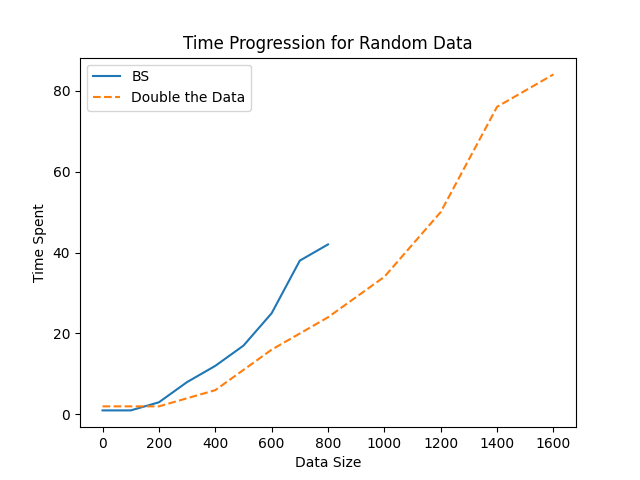 Time Progression for Random Data
BS
Double the Data
80
60
40
20
0
Time Spent
0 200 400 600 800 1000 1200 1400 1600
Data Size